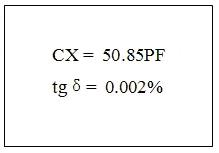 CX = 50.85PF
tg δ = 0.002%